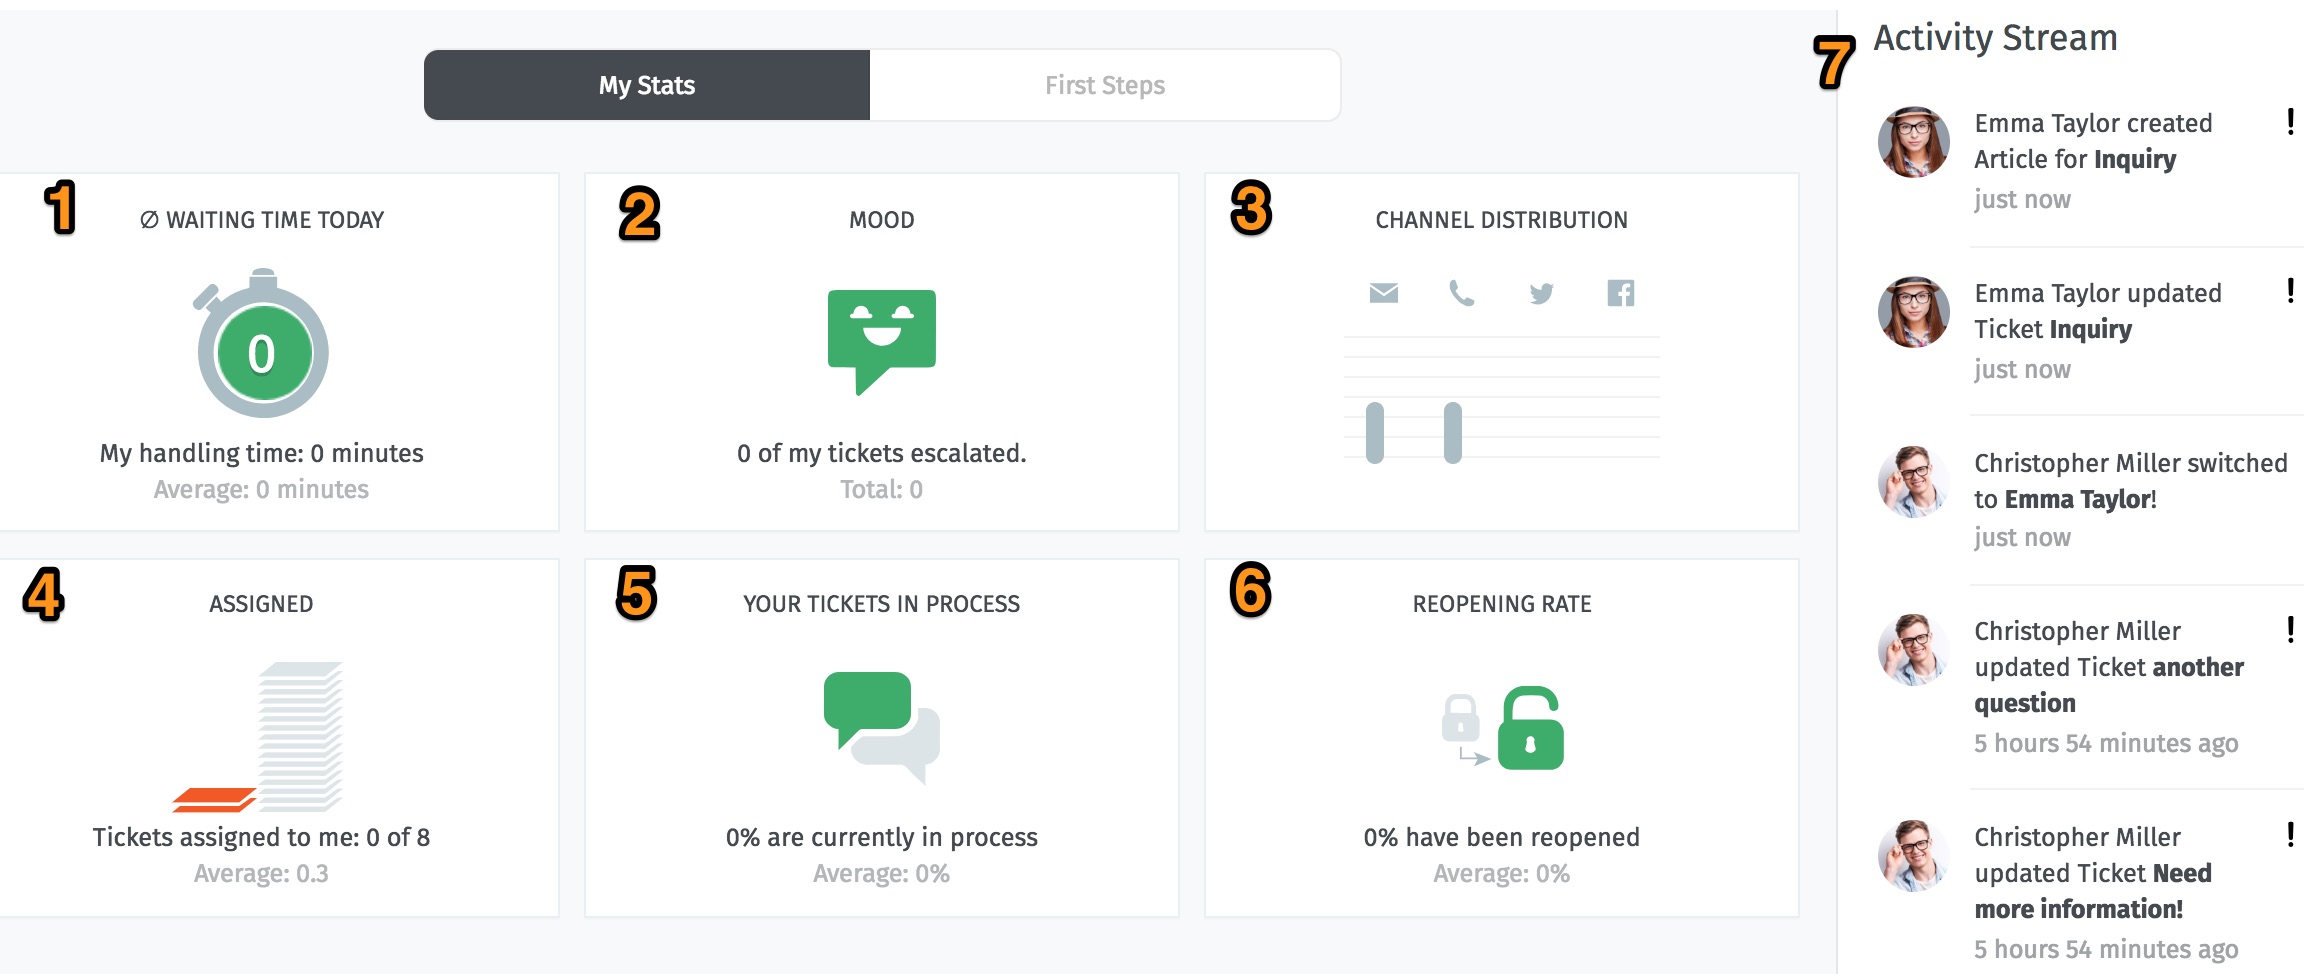 My Stats
First Steps
1
Ø WAITING TIME TODAY
0
My handling time: 0 minutes
Average: 0 minutes
2
MOOD
0 of my tickets escalated.
Total: 0
3
CHANNEL DISTRIBUTION
4
ASSIGNED
Tickets assigned to me: 0 of 8
Average: 0.3
5
YOUR TICKETS IN PROCESS
0% are currently in process
Average: 0%
6
REOPENING RATE
0% have been reopened
Average: 0%
7
Activity Stream
Emma Taylor created
Article for Inquiry
!
just now
Emma Taylor updated
Ticket Inquiry
!
just now
Christopher Miller switched
to Emma Taylor!
just now
Christopher Miller
updated Ticket another
question
!
5 hours 54 minutes ago
Christopher Miller
updated Ticket Need
more information!
!
5 hours 54 minutes ago